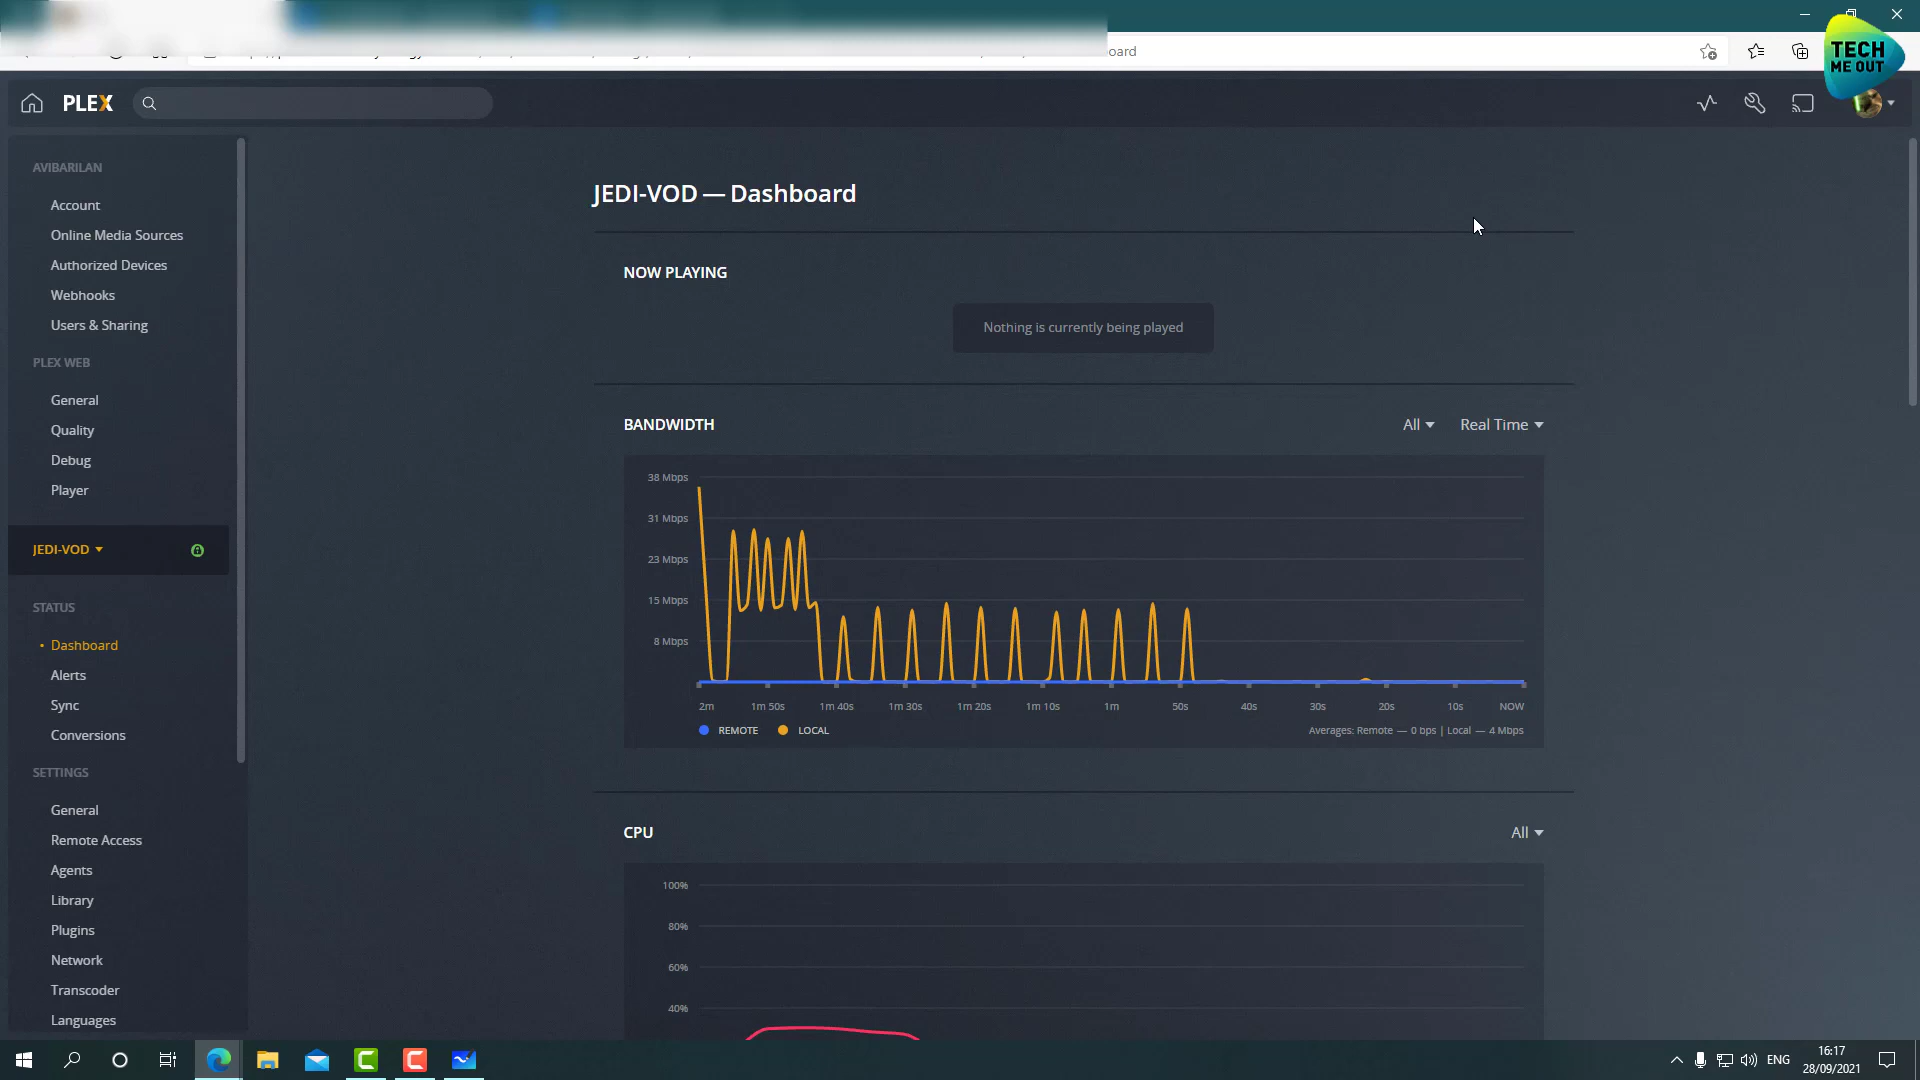 oard
TECH
ME OUT
PLEX
AVIBARILAN
Account
Online Media Sources
Authorized Devices
Webhooks
Users & Sharing
PLEX WEB
General
Quality
Debug
Player
JEDI-VOD
STATUS
Dashboard
Alerts
Sync
Conversions
SETTINGS
General
Remote Access
Agents
Library
Plugins
Network
Transcoder
Languages
JEDI-VOD — Dashboard
NOW PLAYING
Nothing is currently being played
BANDWIDTH
All
Real Time
38 Mbps
31 Mbps
23 Mbps
15 Mbps
8 Mbps
2m 1m 50s 1m 40s 1m 30s 1m 20s 1m 10s 1m 50s 40s 30s 20s 10s NOW
REMOTE LOCAL
Averages: Remote — 0 bps | Local — 4 Mbps
CPU
All
100%
80%
60%
40%
ENG
16:17
28/09/2021